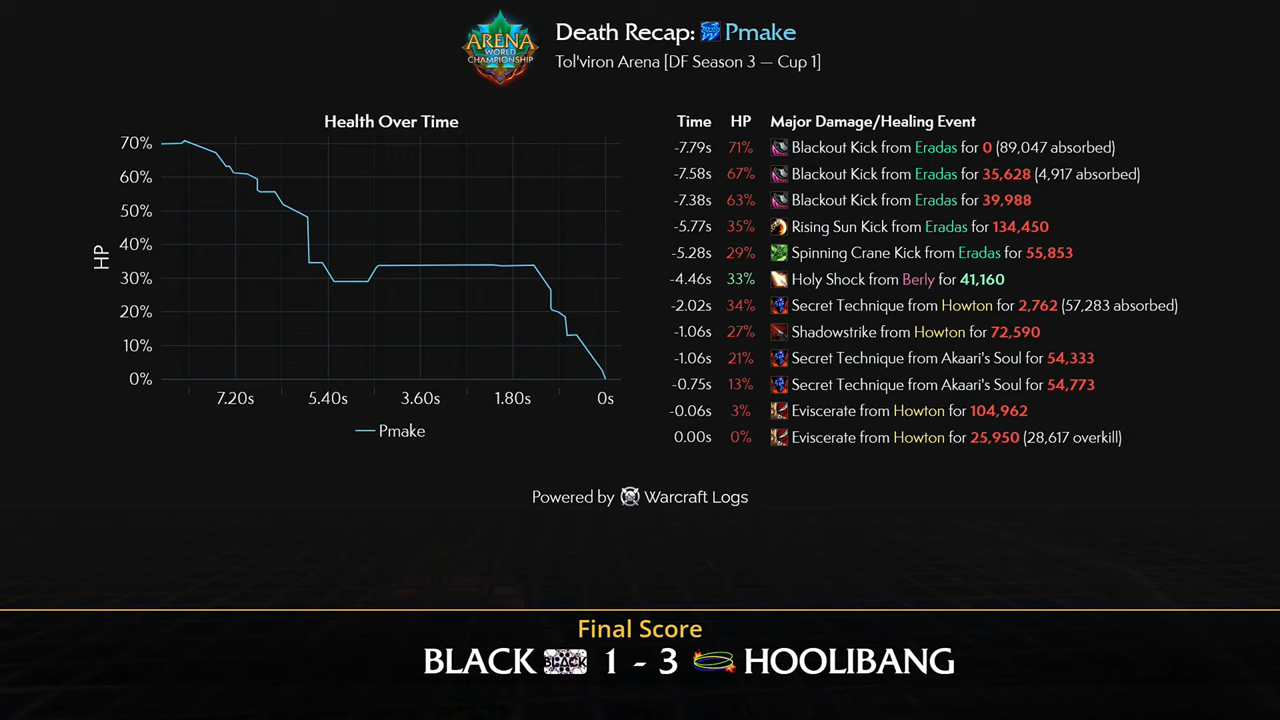 ARENA
WORLD
CHAMPIONSHIP
Death Recap: Pmake
Tol'viron Arena [DF Season 3 — Cup 1]
Health Over Time
70%
60%
50%
40%
30%
20%
10%
0%
HP
7.20s 5.40s 3.60s 1.80s 0s
Pmake
Time HP Major Damage/Healing Event
-7.79s 71% Blackout Kick from Eradas for 0 (89,047 absorbed)
-7.58s 67% Blackout Kick from Eradas for 35,628 (4,917 absorbed)
-7.38s 63% Blackout Kick from Eradas for 39,988
-5.77s 35% Rising Sun Kick from Eradas for 134,450
-5.28s 29% Spinning Crane Kick from Eradas for 55,853
-4.46s 33% Holy Shock from Berly for 41,160
-2.02s 34% Secret Technique from Howton for 2,762 (57,283 absorbed)
-1.06s 27% Shadowstrike from Howton for 72,590
-1.06s 21% Secret Technique from Akaari's Soul for 54,333
-0.75s 13% Secret Technique from Akaari's Soul for 54,773
-0.06s 3% Eviscerate from Howton for 104,962
0.00s 0% Eviscerate from Howton for 25,950 (28,617 overkill)
Powered by Warcraft Logs
Final Score
BLACK BLACK 1 - 3 HOOLIBANG